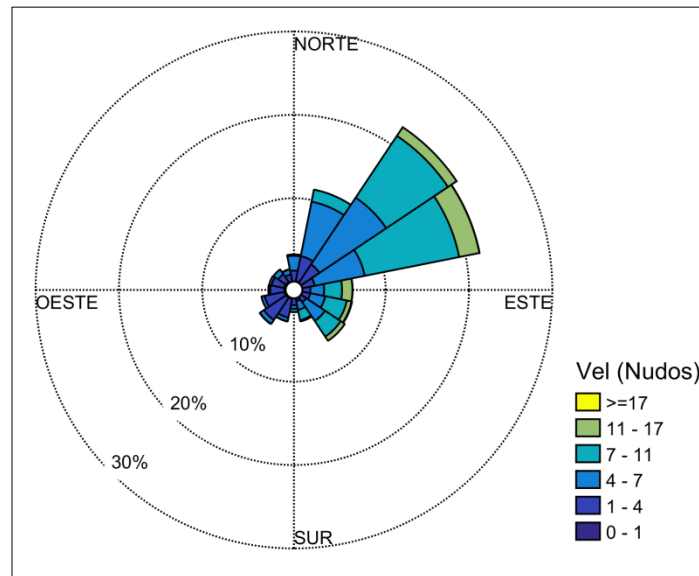 NORTE
OESTE
ESTE
10%
20%
30%
SUR
Vel (Nudos)
>=17
11 - 17
7 - 11
4 - 7
1 - 4
0 - 1